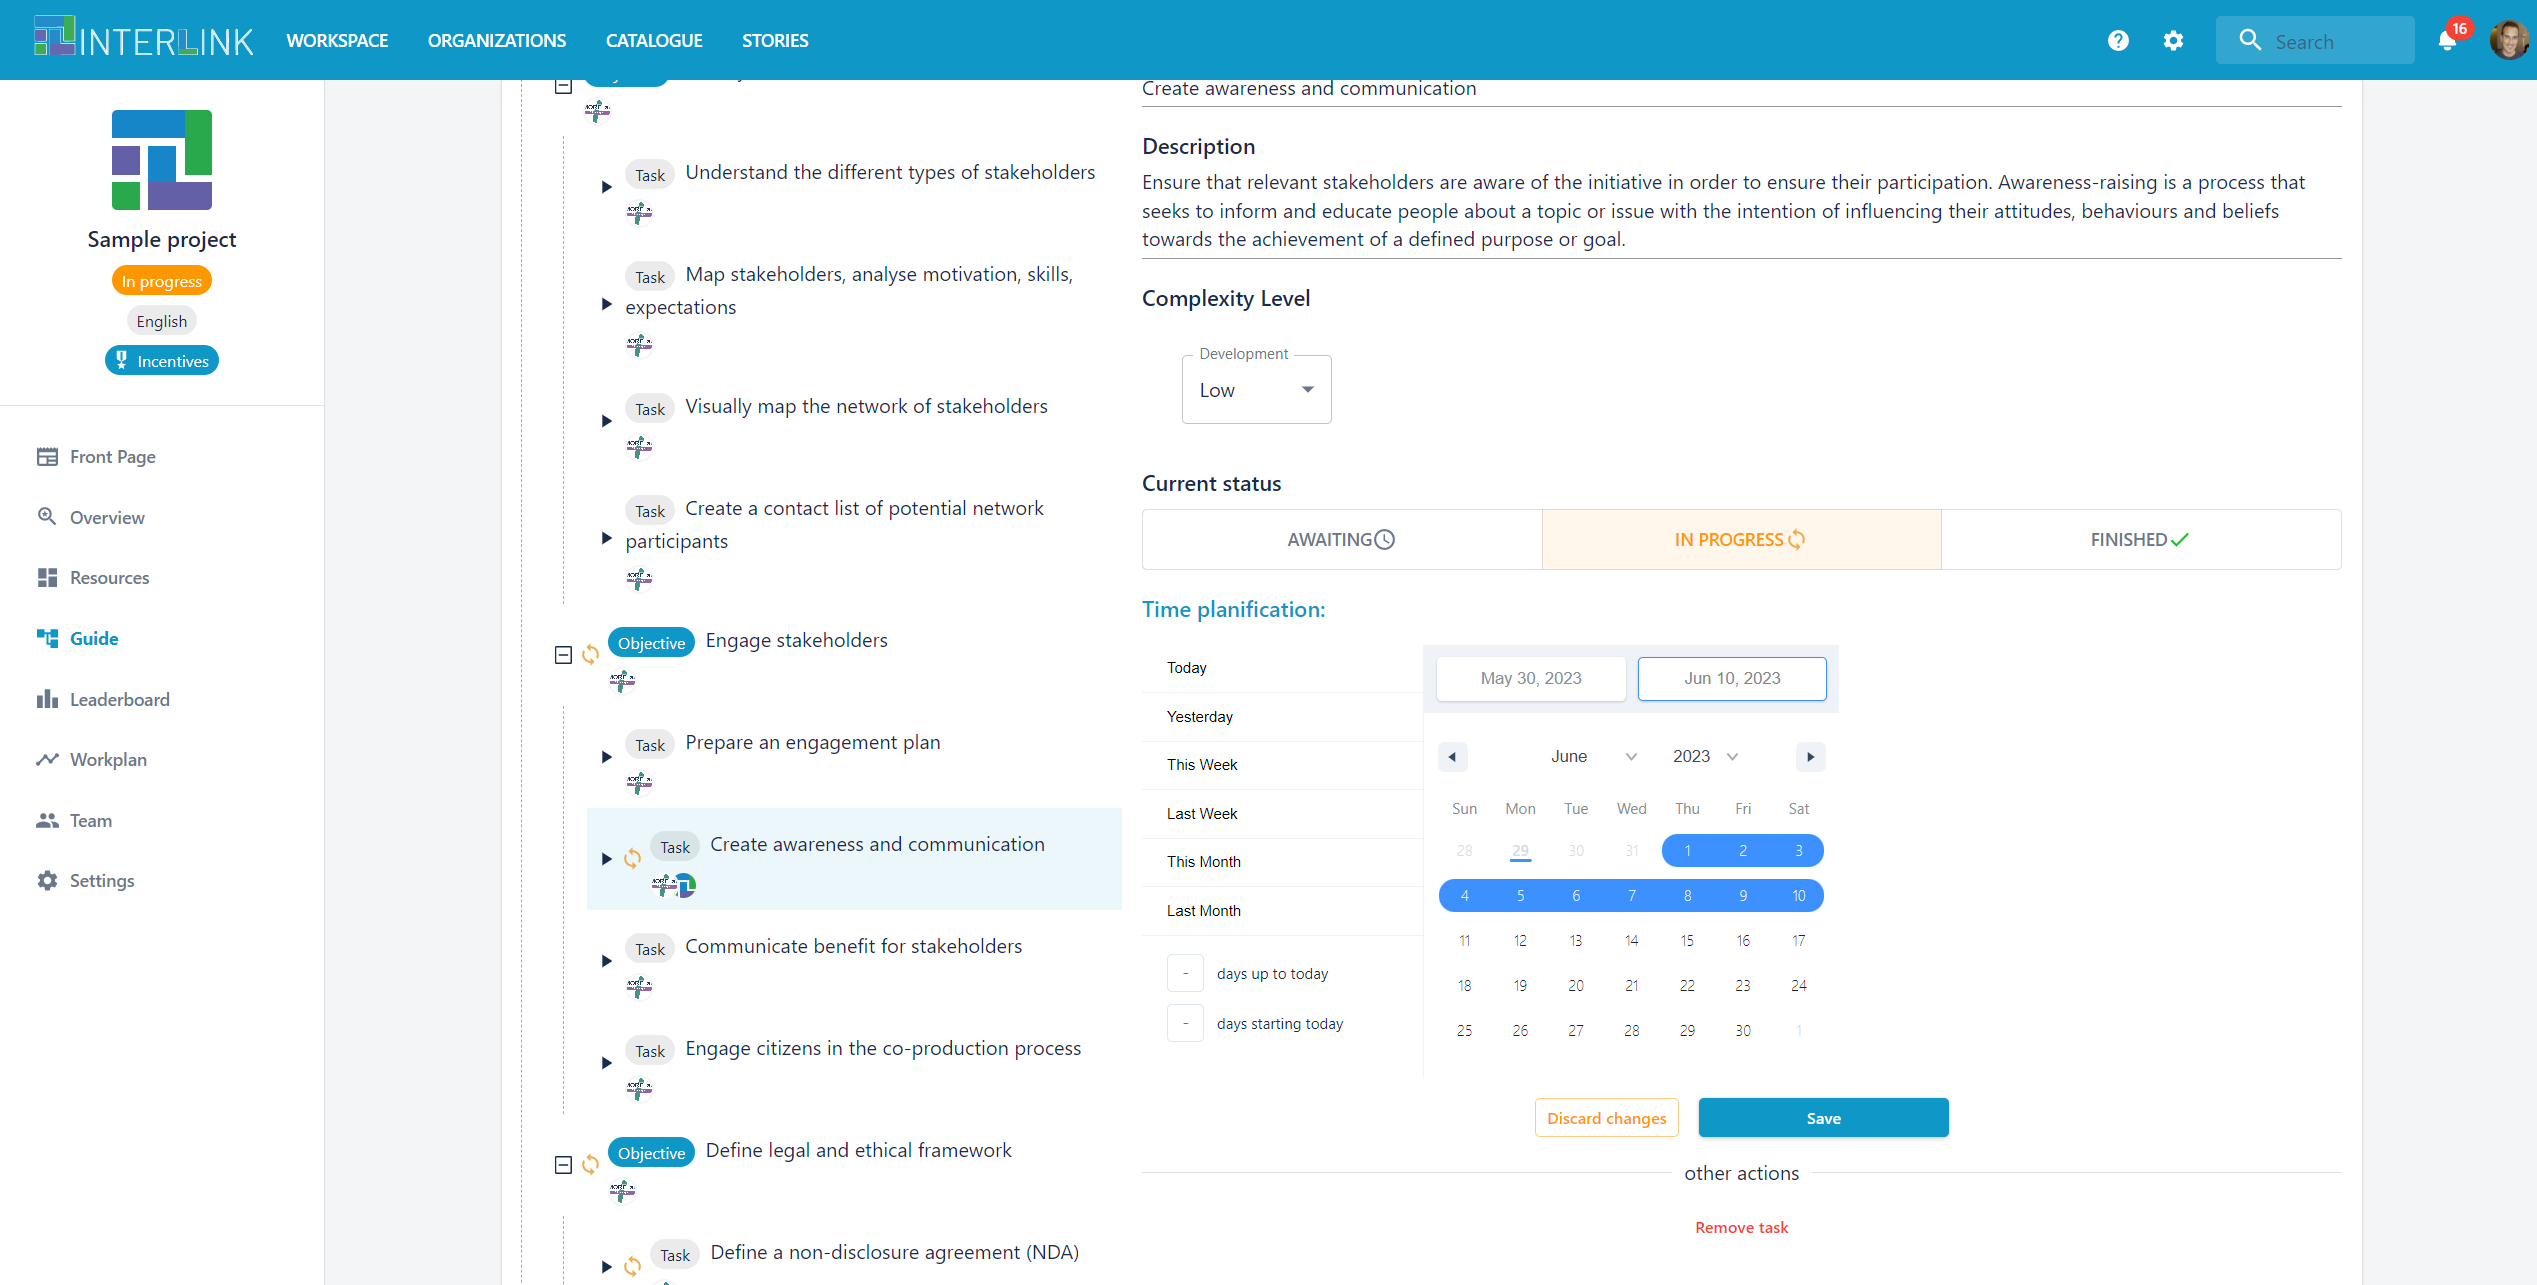 INTERLINK
WORKSPACE
ORGANIZATIONS
CATALOGUE
STORIES
Search
16
Sample project
In progress
English
Incentives
Front Page
Overview
Resources
Guide
Leaderboard
Workplan
Team
Settings
Task Understand the different types of stakeholders
Task Map stakeholders, analyse motivation, skills,
expectations
Task Visually map the network of stakeholders
Task Create a contact list of potential network
participants
Objective Engage stakeholders
Task Prepare an engagement plan
Task Create awareness and communication
Task Communicate benefit for stakeholders
Task Engage citizens in the co-production process
Objective Define legal and ethical framework
Task Define a non-disclosure agreement (NDA)
Create awareness and communication
Description
Ensure that relevant stakeholders are aware of the initiative in order to ensure their participation. Awareness-raising is a process that
seeks to inform and educate people about a topic or issue with the intention of influencing their attitudes, behaviours and beliefs
towards the achievement of a defined purpose or goal.
Complexity Level
Development
Low
Current status
AWAITING
IN PROGRESS
FINISHED
Time planification:
Today
Yesterday
This Week
Last Week
This Month
Last Month
- days up to today
- days starting today
May 30, 2023
Jun 10, 2023
June 2023
Sun Mon Tue Wed Thu Fri Sat
28 29 30 31 1 2 3
4 5 6 7 8 9 10
11 12 13 14 15 16 17
18 19 20 21 22 23 24
25 26 27 28 29 30 1
Discard changes
Save
other actions
Remove task